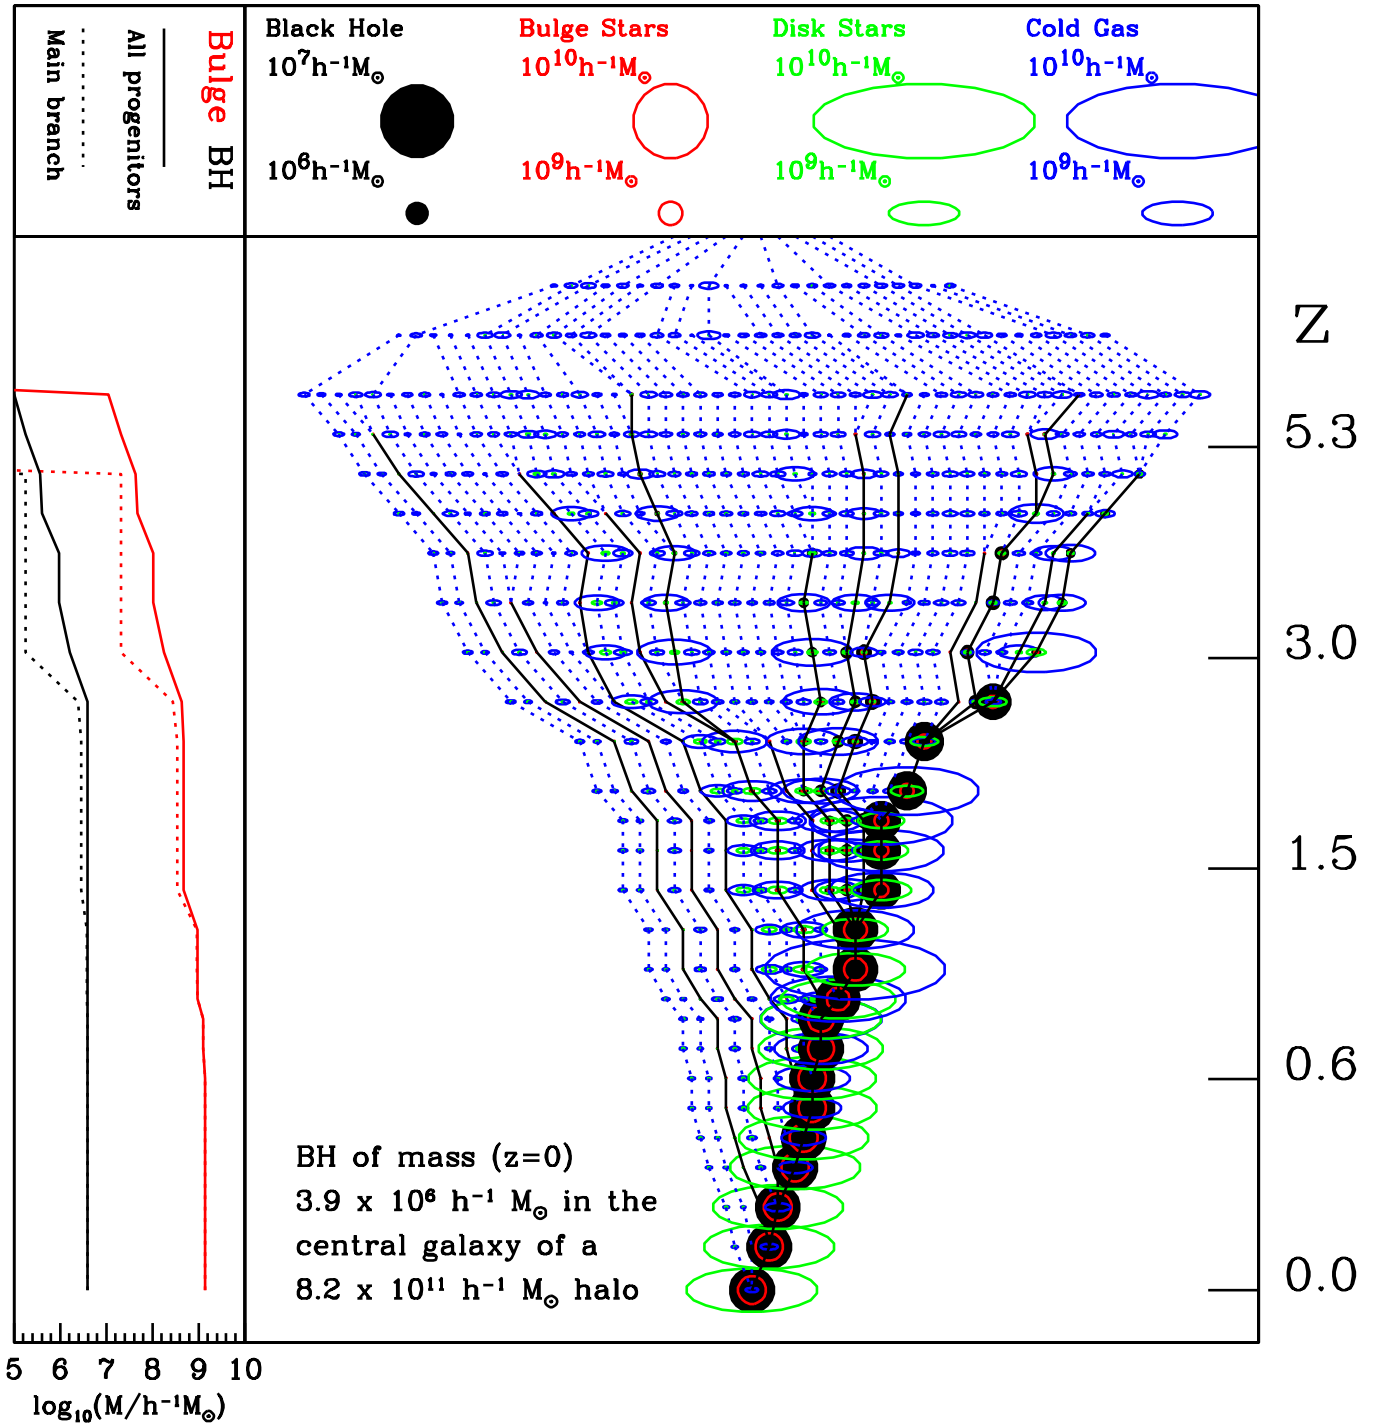 Bulge BH
All progenitors
Main branch
Black Hole
10⁷h⁻¹M☉
10⁶h⁻¹M☉
Bulge Stars
10¹⁰h⁻¹M☉
10⁹h⁻¹M☉
Disk Stars
10¹⁰h⁻¹M☉
10⁹h⁻¹M☉
Cold Gas
10¹⁰h⁻¹M☉
10⁹h⁻¹M☉
Z
5.3
3.0
1.5
0.6
0.0
BH of mass (z=0)
3.9 x 10⁶ h⁻¹ M☉ in the
central galaxy of a
8.2 x 10¹¹ h⁻¹ M☉ halo
5 6 7 8 9 10
log₁₀(M/h⁻¹M☉)